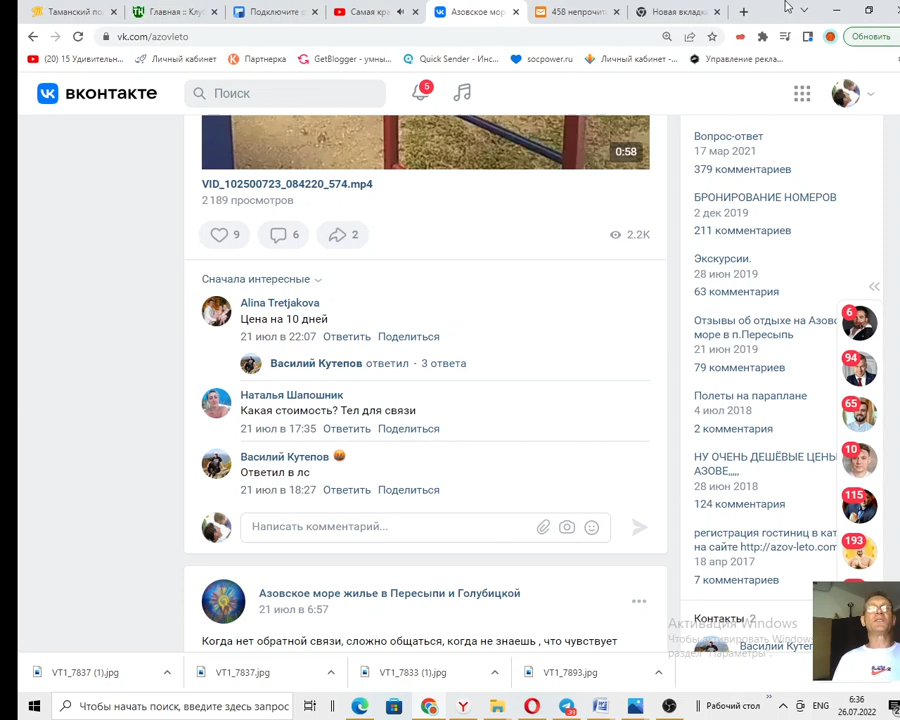 Таманский по
Главная :: Клу
Подключите в
Самая кра
Азовское мор
458 непрочит
Новая вкладк
vk.com/azovleto
Обновить
(20) 15 Удивительн...
Личный кабинет
Партнерка
GetBlogger - умны...
Quick Sender - Инс...
socpower.ru
Личный кабинет -...
Управление рекла...
вконтакте
Поиск
5
0:58
VID_102500723_084220_574.mp4
2 189 просмотров
9
6
2
2.2K
Сначала интересные
Alina Tretjakova
Цена на 10 дней
21 июл в 22:07 Ответить Поделиться
Василий Кутепов ответил · 3 ответа
Наталья Шапошник
Какая стоимость? Тел для связи
21 июл в 17:35 Ответить Поделиться
Василий Кутепов
Ответил в лс
21 июл в 18:27 Ответить Поделиться
Написать комментарий...
Азовское море жилье в Пересыпи и Голубицкой
21 июл в 6:57
Когда нет обратной связи, сложно общаться, когда не знаешь , что чувствует
Вопрос-ответ
17 мар 2021
379 комментариев
БРОНИРОВАНИЕ НОМЕРОВ
2 дек 2019
211 комментариев
Экскурсии.
28 июн 2019
63 комментария
Отзывы об отдыхе на Азовс
море в п.Пересыпь
21 июн 2019
79 комментариев
Полеты на параплане
4 июл 2018
2 комментария
НУ ОЧЕНЬ ДЕШЁВЫЕ ЦЕНЫ
АЗОВЕ,,,,,
28 июн 2018
124 комментария
регистрация гостиниц в кат
на сайте http://azov-leto.com
18 апр 2017
7 комментариев
Контакты 2
Василий Кутеп
6
94
65
10
115
193
Активация Windows
Чтобы активировать Windows
раздел "Параметры".
VT1_7837 (1).jpg
VT1_7837.jpg
VT1_7833 (1).jpg
VT1_7893.jpg
Чтобы начать поиск, введите здесь запрос
Рабочий стол
ENG
6:36
26.07.2022